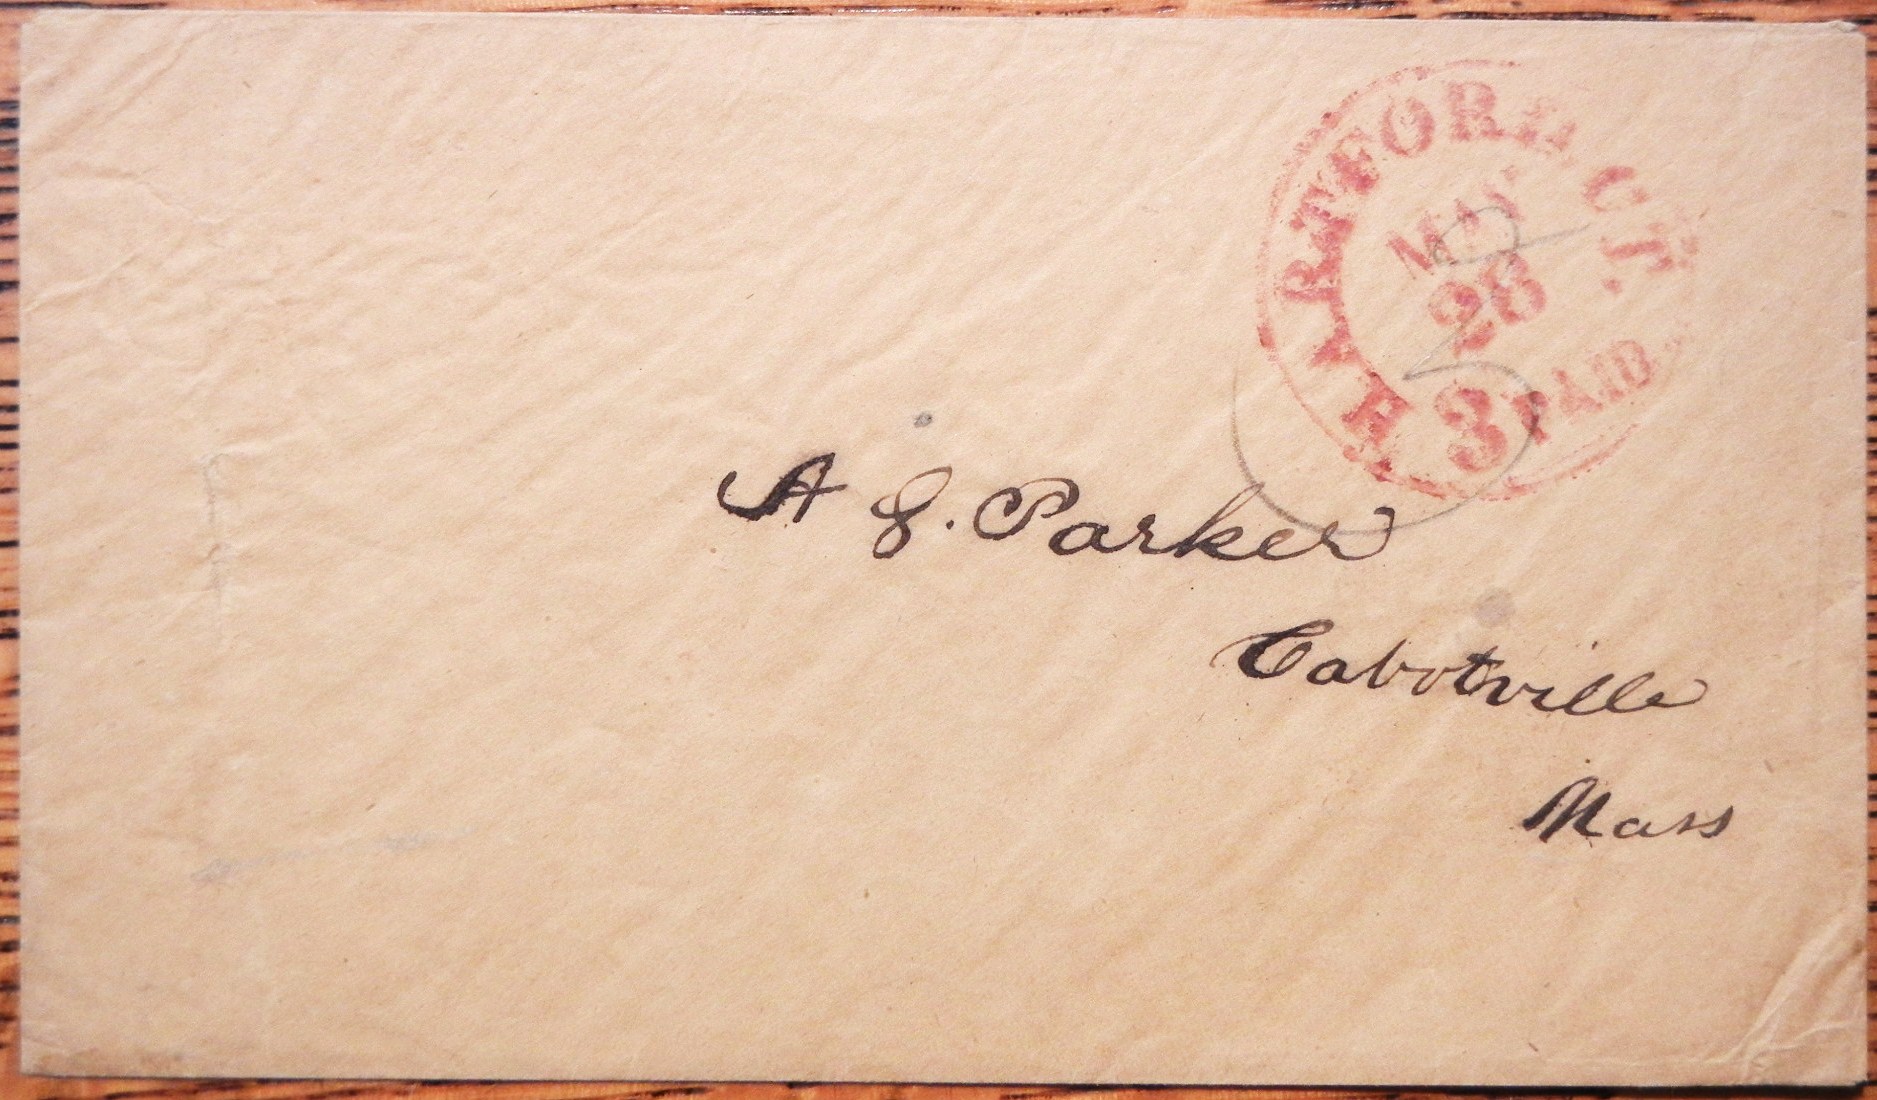 HARTFORD CT.
MAY
28
3 PAID
A J. Parker
Cabotville
Mass